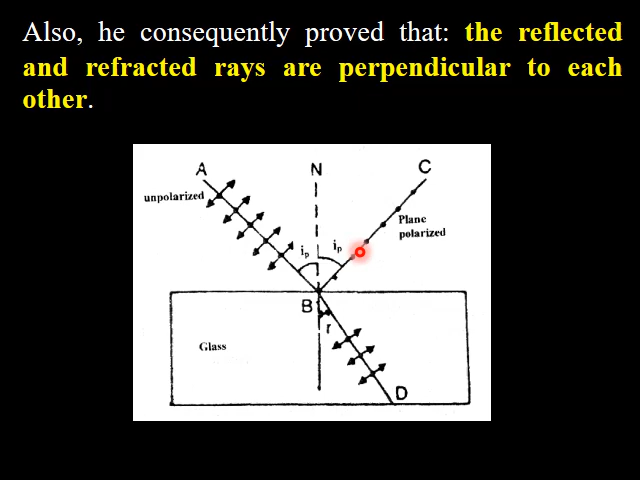 Also, he consequently proved that: the reflected
and refracted rays are perpendicular to each
other.
A
N
C
unpolarized
Plane
polarized
iₚ
iₚ
B
r
Glass
D